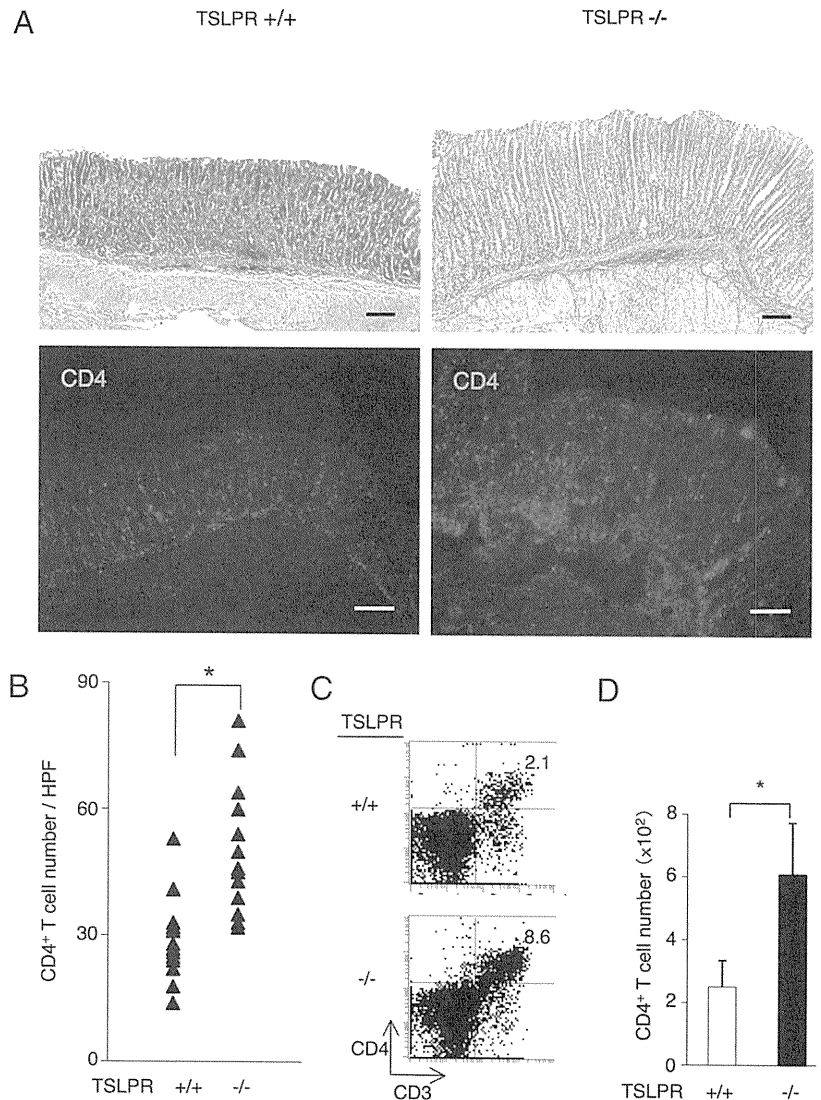 A
TSLPR +/+
TSLPR -/-
CD4
CD4
B
90
60
30
0
CD4+ T cell number / HPF
*
TSLPR +/+ -/-
C
TSLPR
+/+
2.1
-/-
8.6
CD4
CD3
D
*
8
6
4
2
0
CD4+ T cell number (x10²)
TSLPR +/+ -/-